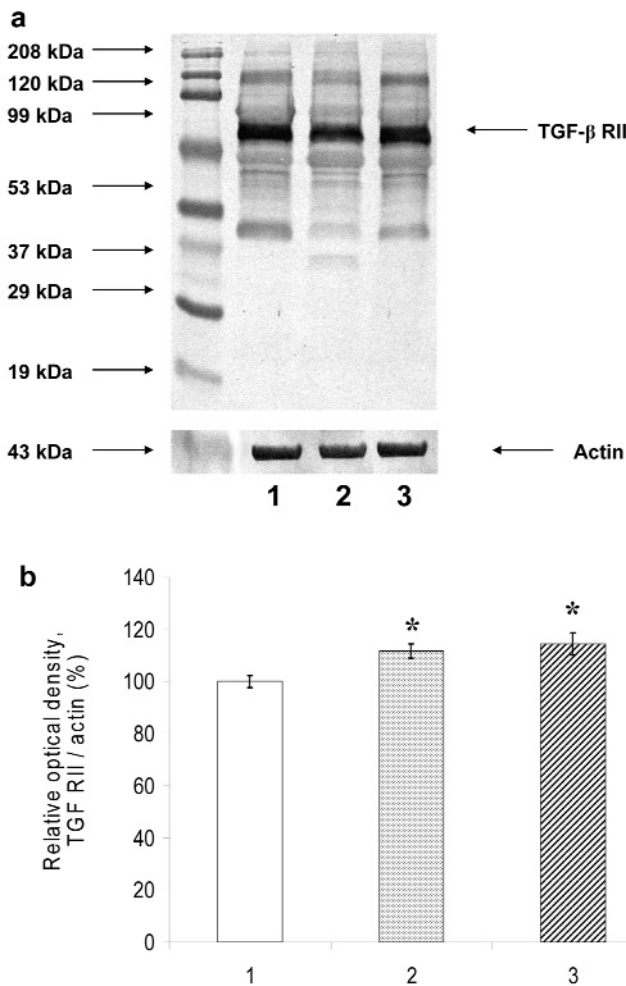 a
208 kDa
120 kDa
99 kDa
TGF-β RII
53 kDa
37 kDa
29 kDa
19 kDa
43 kDa
Actin
1 2 3
b
Relative optical density,
TGF RII / actin (%)
140
120
100
80
60
40
20
0
* *
1 2 3